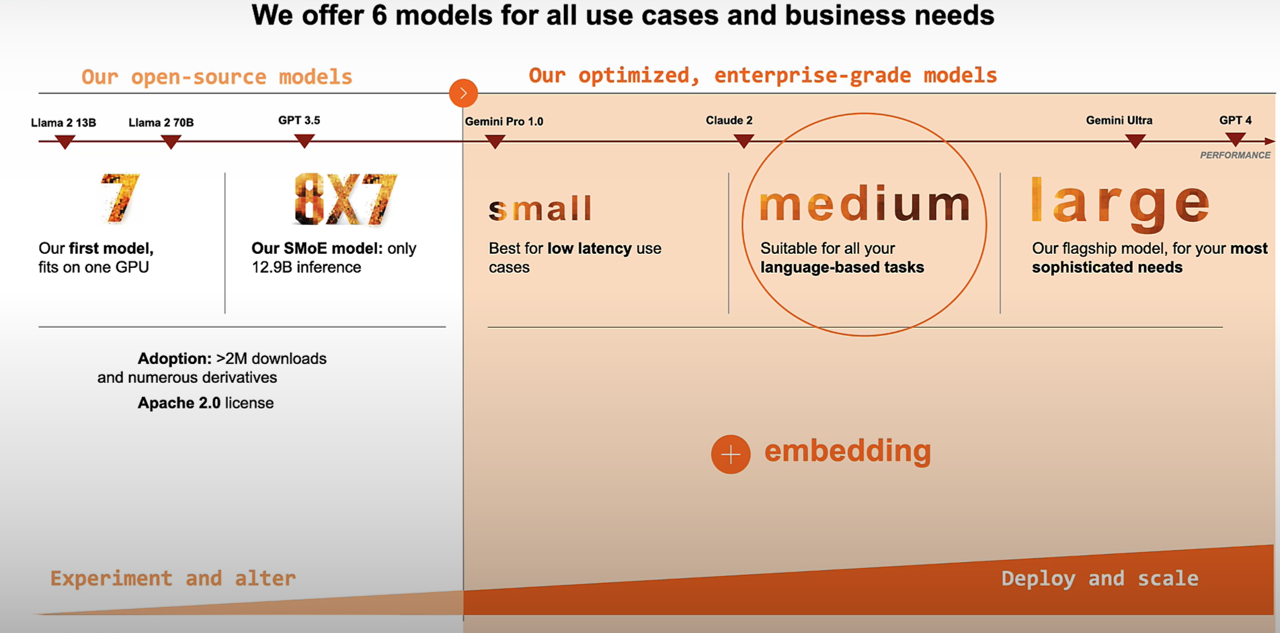 We offer 6 models for all use cases and business needs
Our open-source models
Our optimized, enterprise-grade models
Llama 2 13B
Llama 2 70B
GPT 3.5
Gemini Pro 1.0
Claude 2
Gemini Ultra
GPT 4
PERFORMANCE
7
Our first model,
fits on one GPU
8X7
Our SMoE model: only
12.9B inference
small
Best for low latency use
cases
medium
Suitable for all your
language-based tasks
large
Our flagship model, for your most
sophisticated needs
Adoption: >2M downloads
and numerous derivatives
Apache 2.0 license
+ embedding
Experiment and alter
Deploy and scale